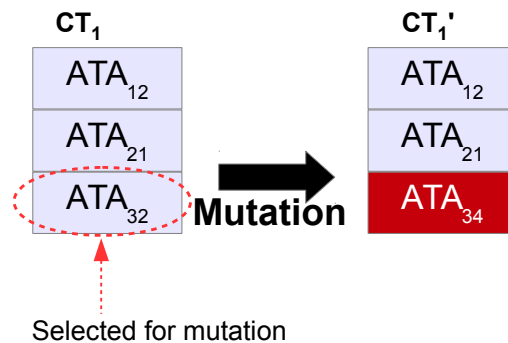 CT1
ATA12
ATA21
ATA32
Selected for mutation
Mutation
CT1'
ATA12
ATA21
ATA34